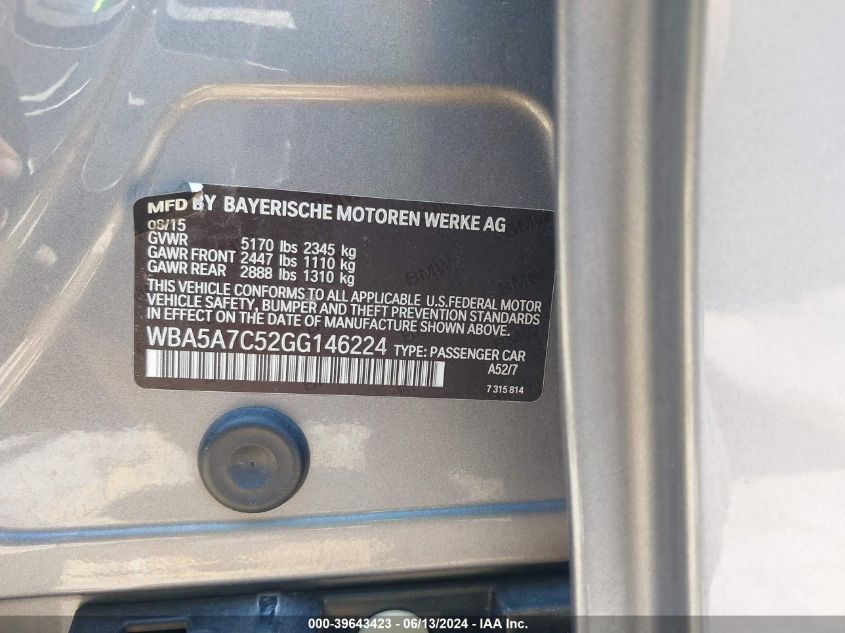 MFD BY BAYERISCHE MOTOREN WERKE AG
08/15
GVWR 5170 lbs 2345 kg
GAWR FRONT 2447 lbs 1110 kg
GAWR REAR 2888 lbs 1310 kg
THIS VEHICLE CONFORMS TO ALL APPLICABLE U.S.FEDERAL MOTOR
VEHICLE SAFETY, BUMPER AND THEFT PREVENTION STANDARDS
IN EFFECT ON THE DATE OF MANUFACTURE SHOWN ABOVE.
WBA5A7C52GG146224 TYPE: PASSENGER CAR
A52/7
7 315 814
000-39643423 - 06/13/2024 - IAA Inc.